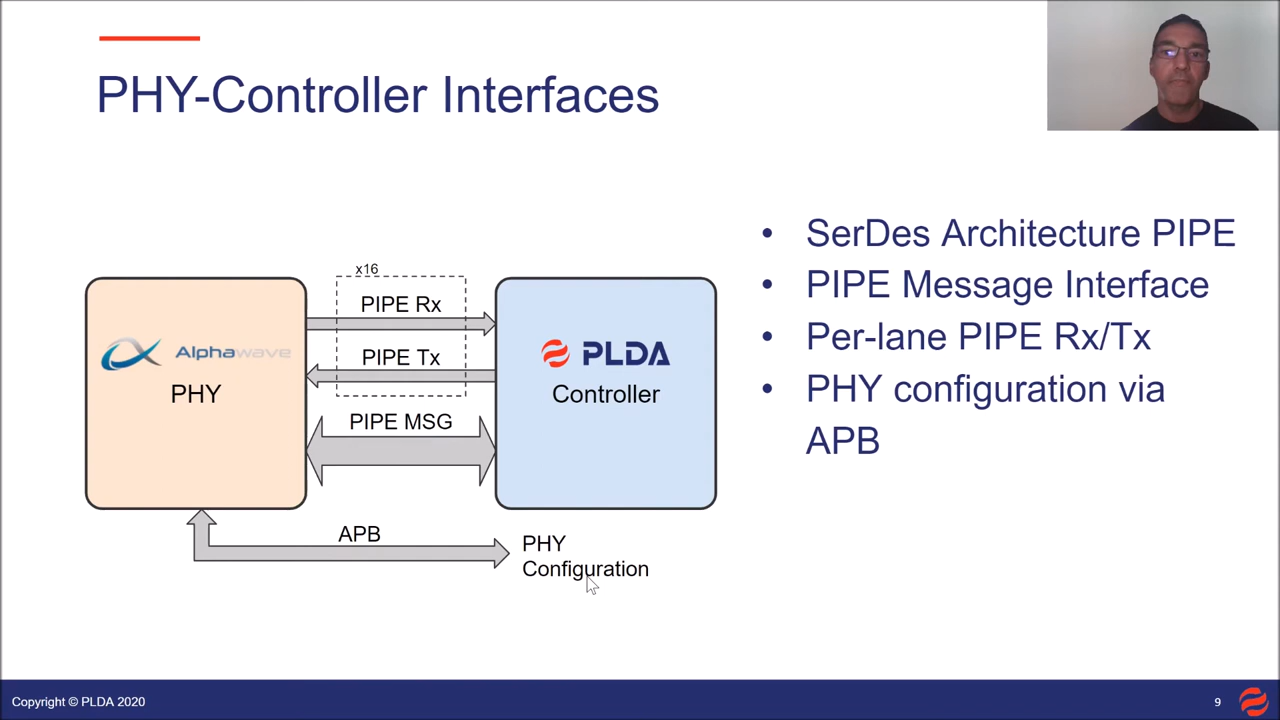 PHY-Controller Interfaces
x16
PIPE Rx
PIPE Tx
PIPE MSG
Alphawave
PHY
PLDA
Controller
APB
PHY
Configuration
• SerDes Architecture PIPE
• PIPE Message Interface
• Per-lane PIPE Rx/Tx
• PHY configuration via
APB
Copyright © PLDA 2020
9